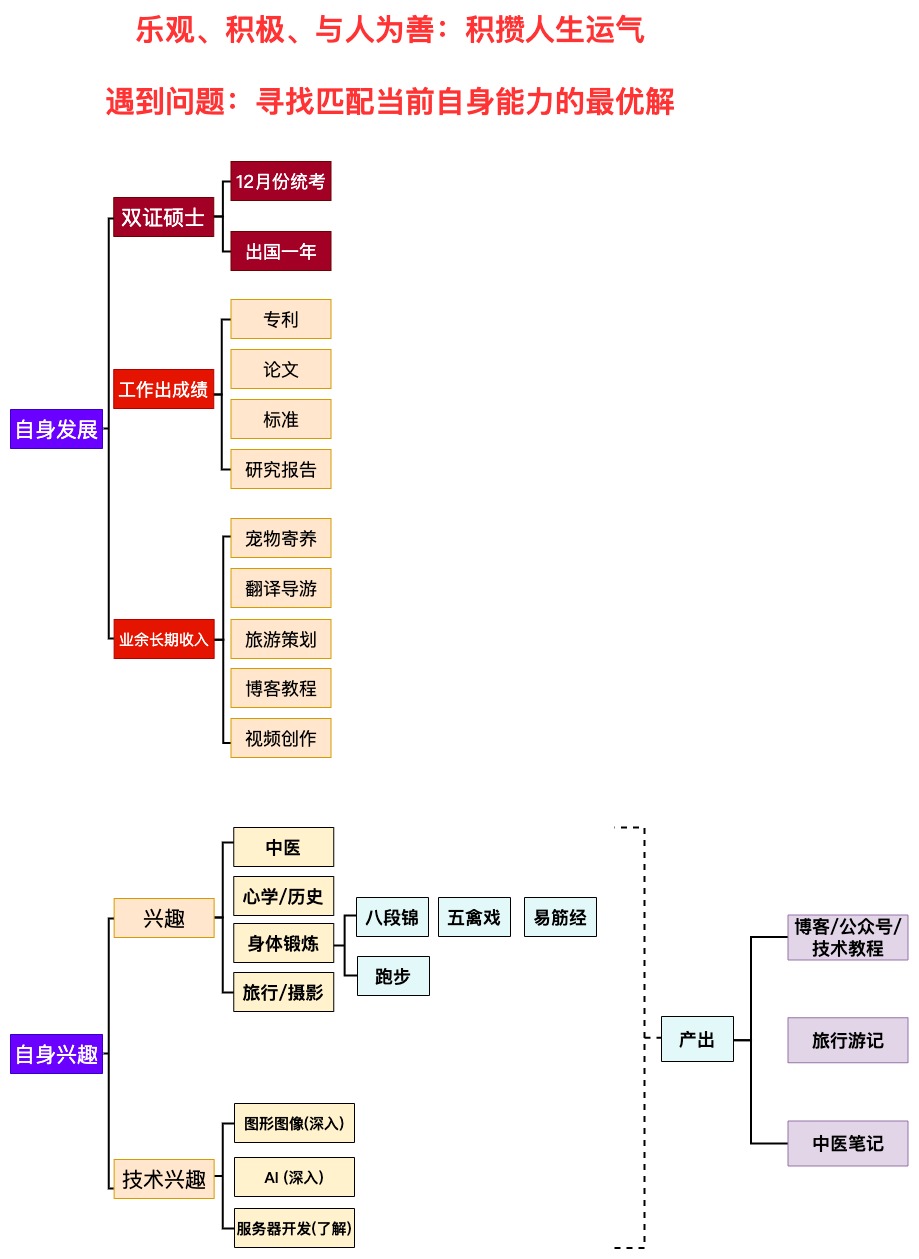 乐观、积极、与人为善：积攒人生运气
遇到问题：寻找匹配当前自身能力的最优解
自身发展
双证硕士
12月份统考
出国一年
工作出成绩
专利
论文
标准
研究报告
业余长期收入
宠物寄养
翻译导游
旅游策划
博客教程
视频创作
自身兴趣
兴趣
中医
心学/历史
身体锻炼
八段锦
五禽戏
易筋经
跑步
旅行/摄影
技术兴趣
图形图像(深入)
AI (深入)
服务器开发(了解)
产出
博客/公众号/
技术教程
旅行游记
中医笔记